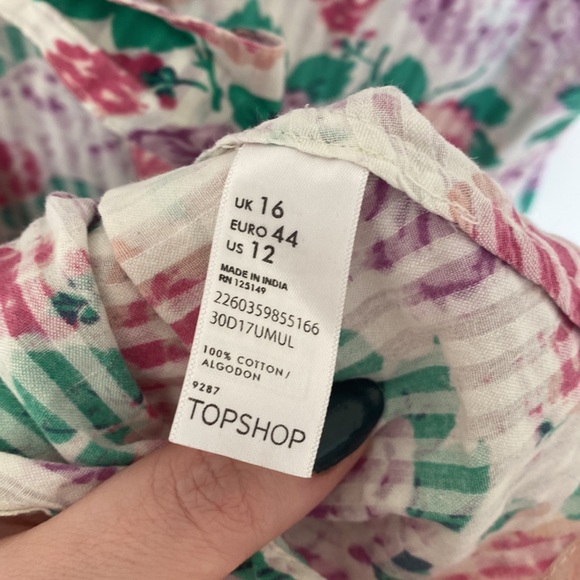 UK 16
EURO 44
US 12
MADE IN INDIA
RN 125149
2260359855166
30D17UMUL
100% COTTON/
ALGODON
9287
TOPSHOP